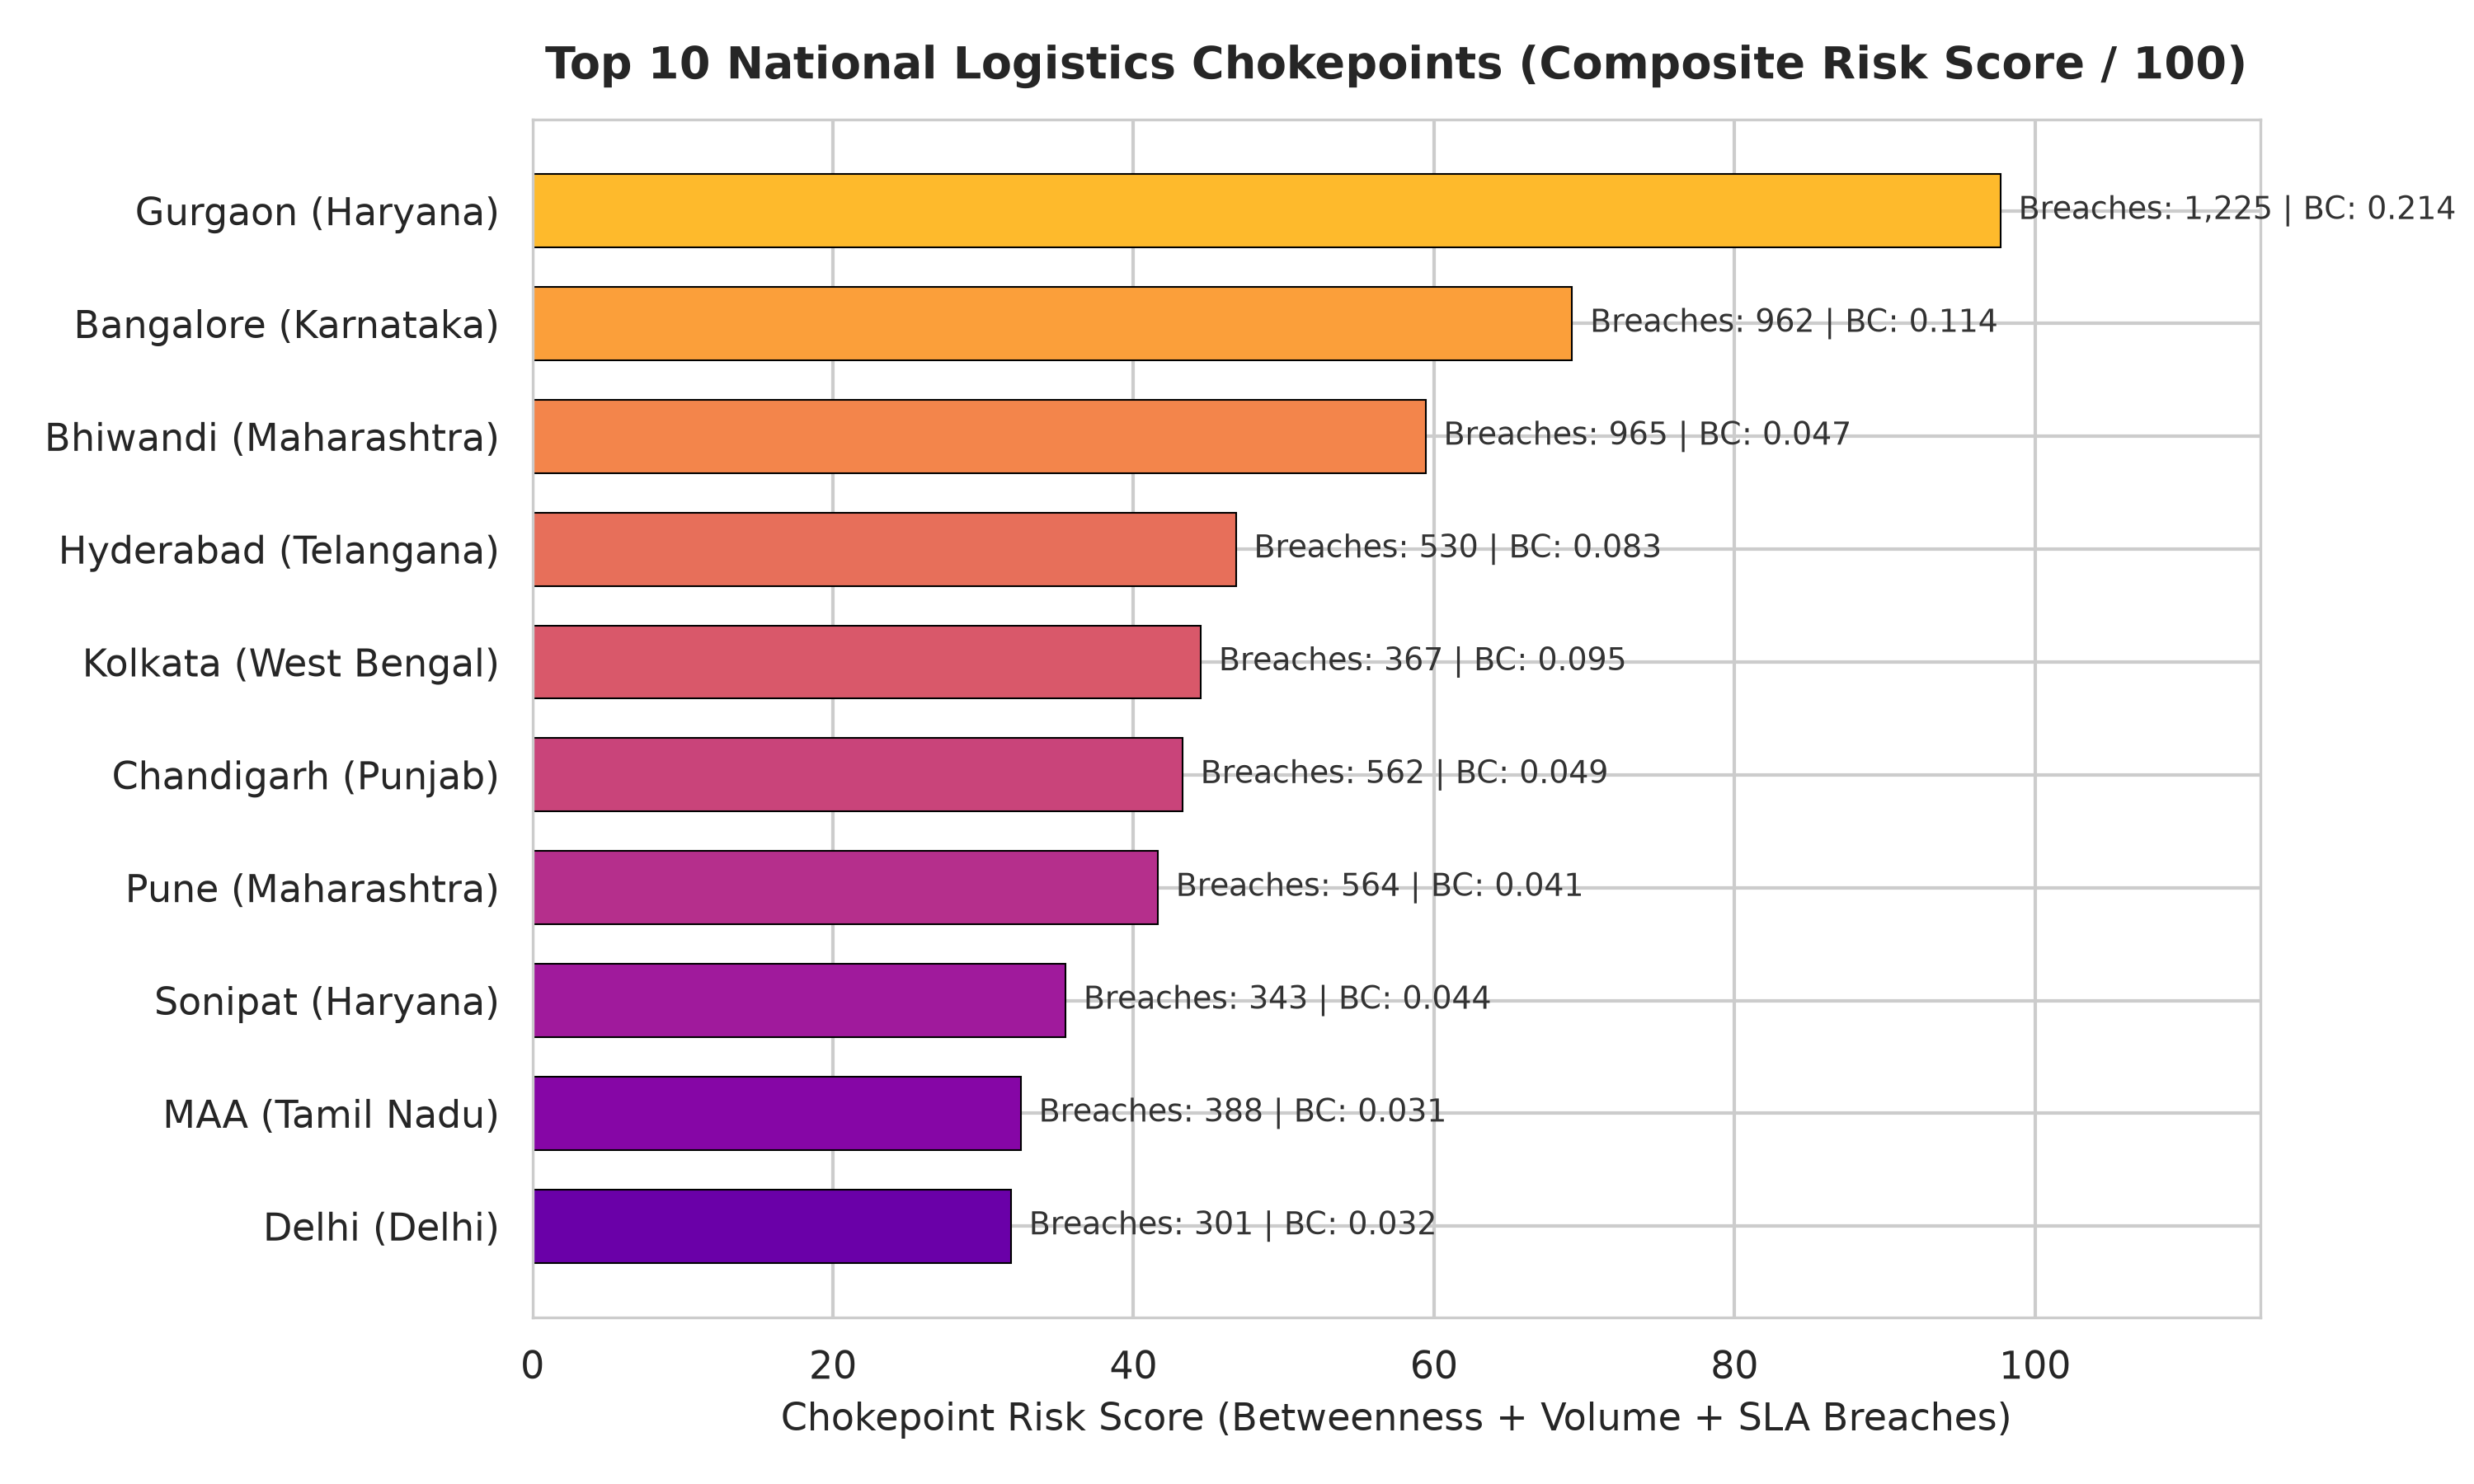 Top 10 National Logistics Chokepoints (Composite Risk Score / 100)
Gurgaon (Haryana) Breaches: 1,225 | BC: 0.214
Bangalore (Karnataka) Breaches: 962 | BC: 0.114
Bhiwandi (Maharashtra) Breaches: 965 | BC: 0.047
Hyderabad (Telangana) Breaches: 530 | BC: 0.083
Kolkata (West Bengal) Breaches: 367 | BC: 0.095
Chandigarh (Punjab) Breaches: 562 | BC: 0.049
Pune (Maharashtra) Breaches: 564 | BC: 0.041
Sonipat (Haryana) Breaches: 343 | BC: 0.044
MAA (Tamil Nadu) Breaches: 388 | BC: 0.031
Delhi (Delhi) Breaches: 301 | BC: 0.032
0 20 40 60 80 100
Chokepoint Risk Score (Betweenness + Volume + SLA Breaches)